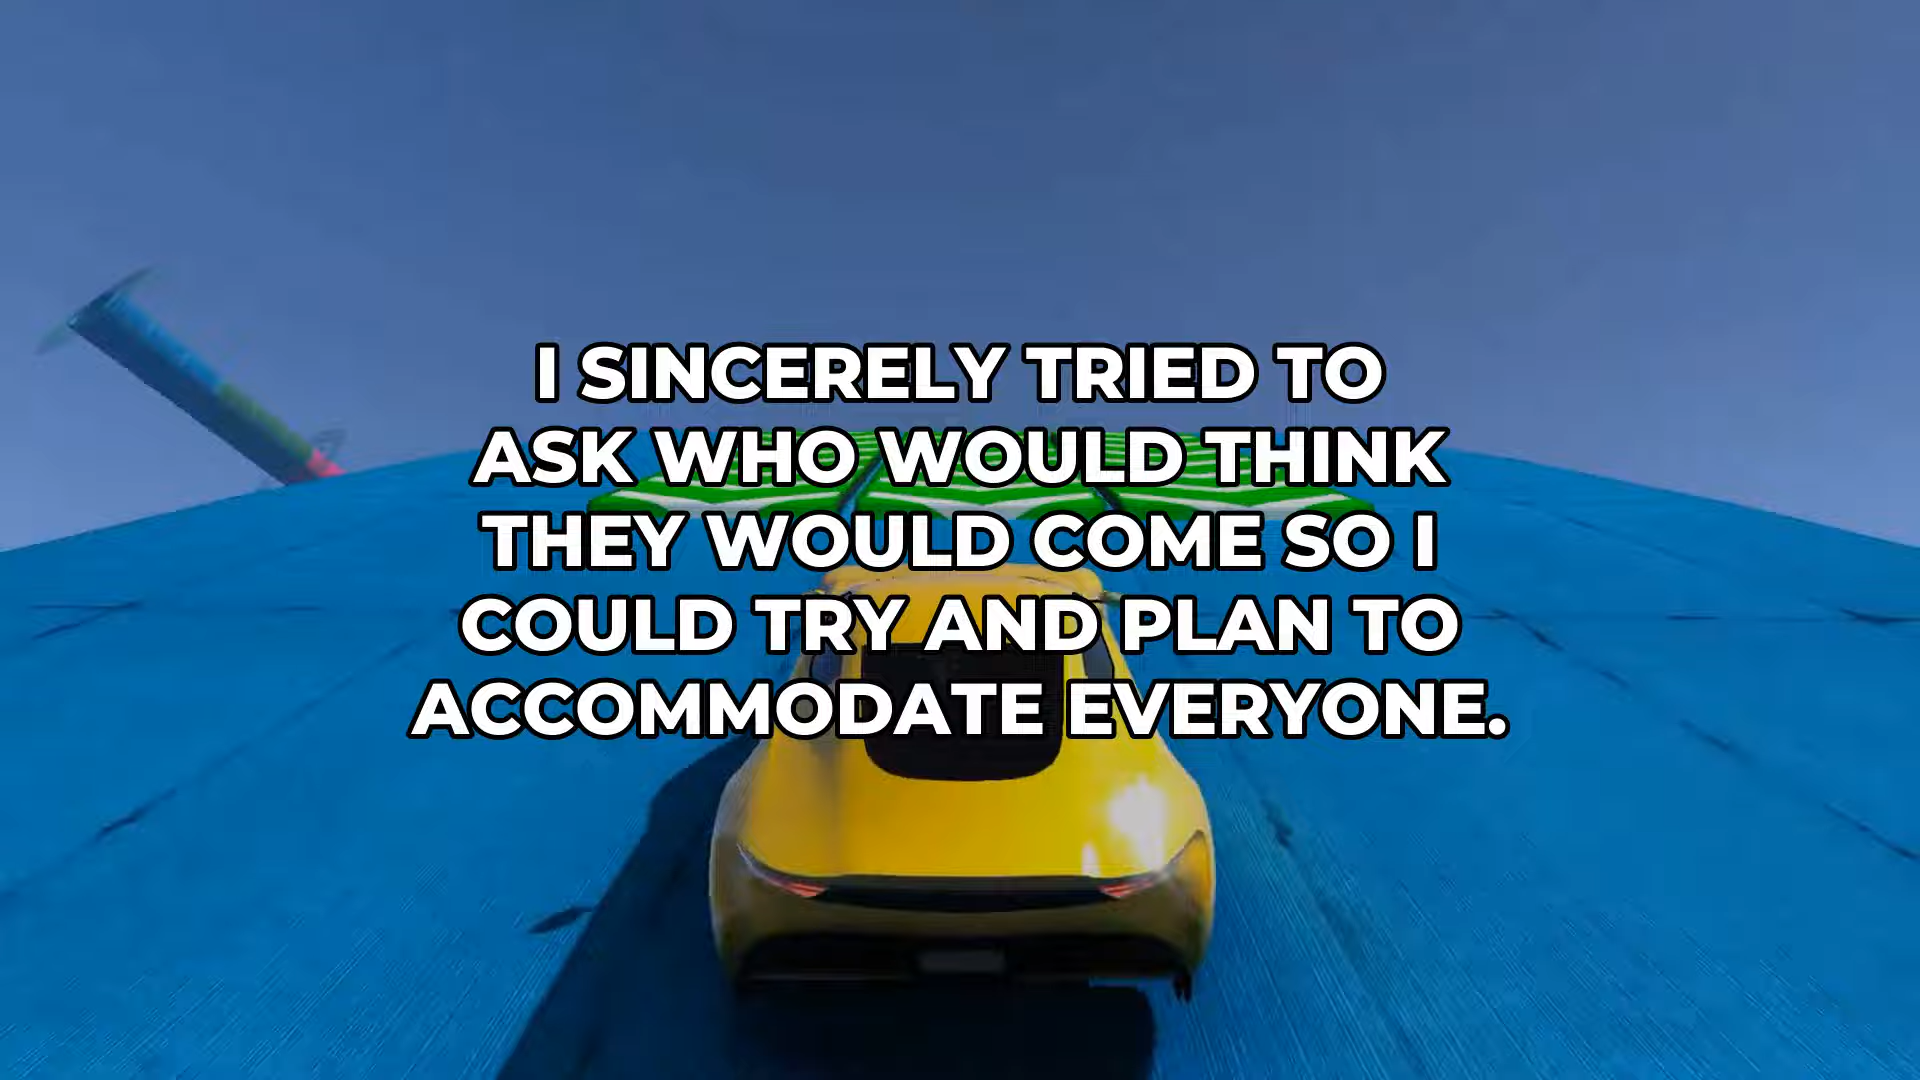 I SINCERELY TRIED TO
ASK WHO WOULD THINK
THEY WOULD COME SO I
COULD TRY AND PLAN TO
ACCOMMODATE EVERYONE.